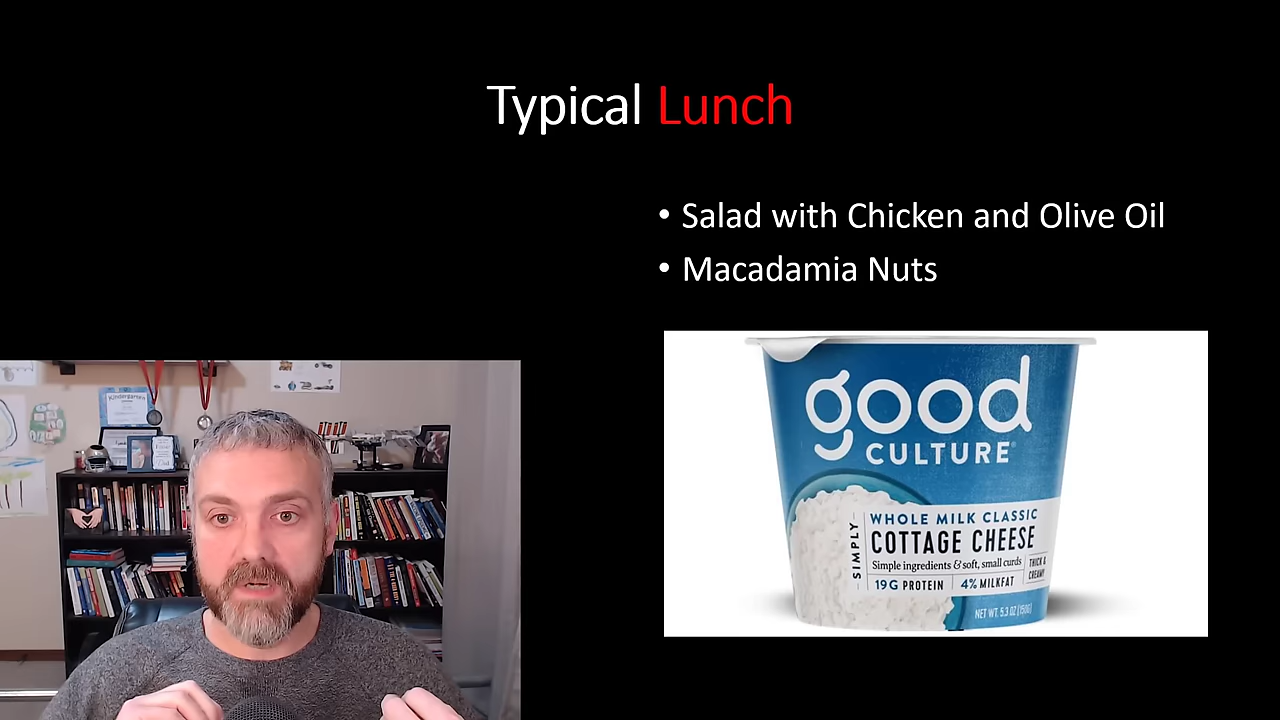 Typical Lunch
• Salad with Chicken and Olive Oil
• Macadamia Nuts
good
CULTURE®
SIMPLY
WHOLE MILK CLASSIC
COTTAGE CHEESE
Simple ingredients & soft, small curds
THICK &
CREAMY
19G PROTEIN
4% MILKFAT
NET WT. 5.3 OZ (150G)
Kindergarten